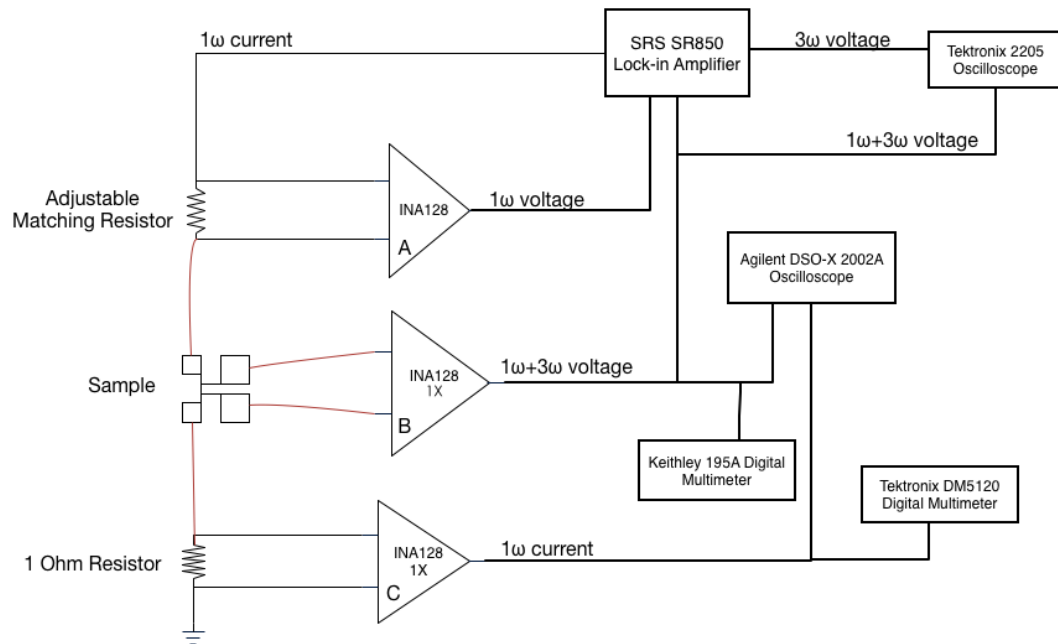 1ω current
SRS SR850
Lock-in Amplifier
3ω voltage
Tektronix 2205
Oscilloscope
1ω+3ω voltage
Adjustable
Matching Resistor
INA128
A
1ω voltage
Agilent DSO-X 2002A
Oscilloscope
Sample
INA128
1X
B
1ω+3ω voltage
Keithley 195A Digital
Multimeter
Tektronix DM5120
Digital Multimeter
1 Ohm Resistor
INA128
1X
C
1ω current